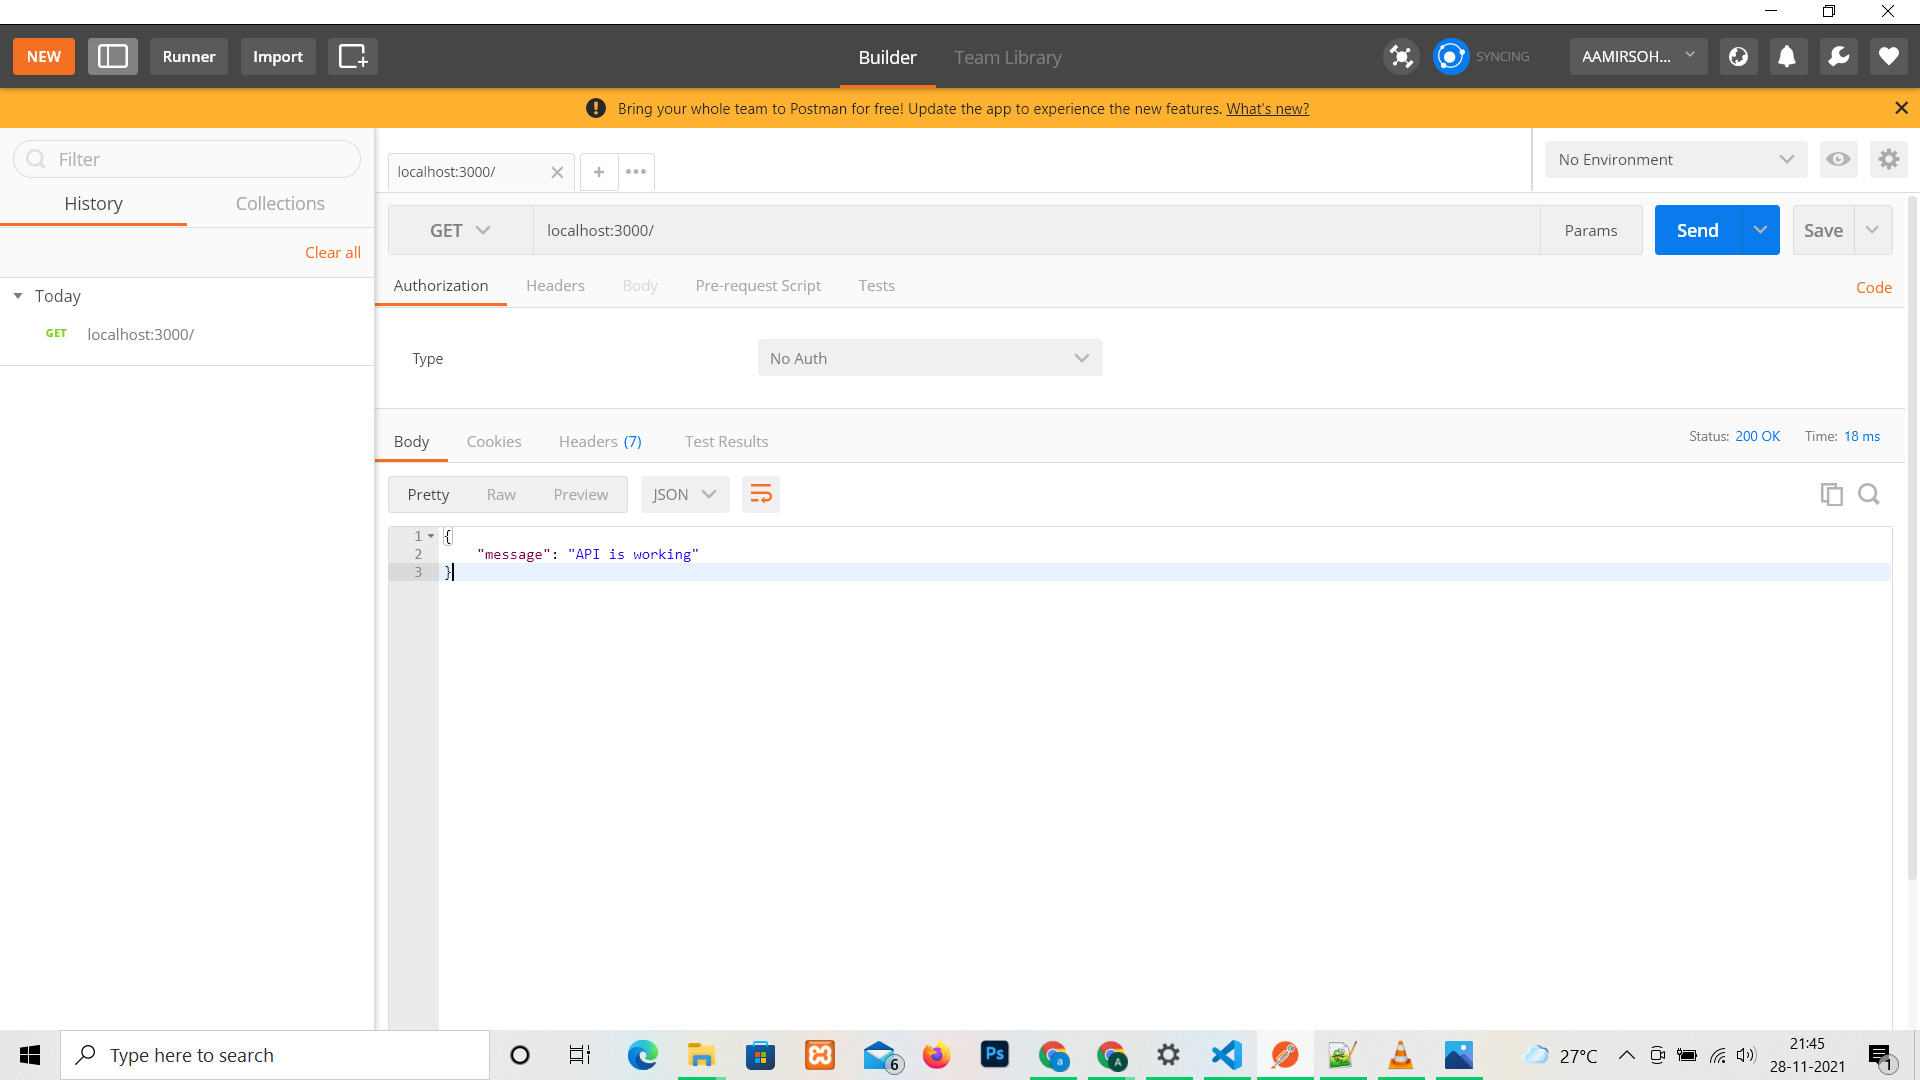 NEW
Runner
Import
Builder
Team Library
SYNCING
AAMIRSOH...
Bring your whole team to Postman for free! Update the app to experience the new features. What's new?
Filter
History
Collections
Clear all
Today
GET localhost:3000/
localhost:3000/
No Environment
GET
localhost:3000/
Params
Send
Save
Authorization
Headers
Body
Pre-request Script
Tests
Code
Type
No Auth
Body
Cookies
Headers (7)
Test Results
Status: 200 OK
Time: 18 ms
Pretty
Raw
Preview
JSON
1 {
2 "message": "API is working"
3 }
Type here to search
6
Ps
a
A
27°C
21:45
28-11-2021
1